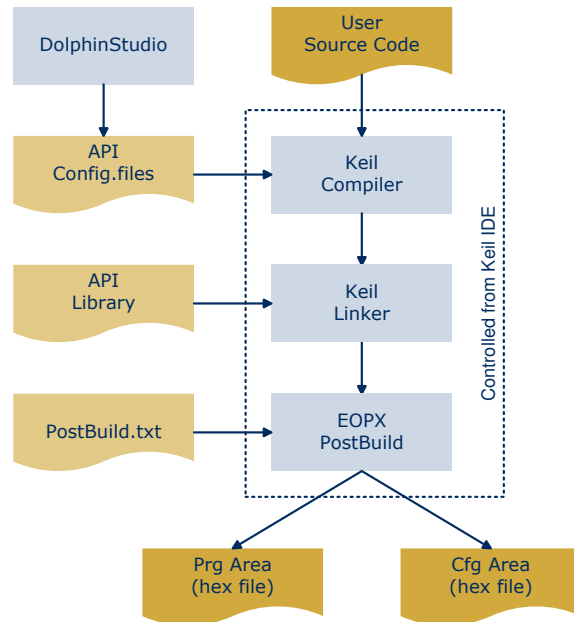 DolphinStudio
User
Source Code
API
Config.files
Keil
Compiler
API
Library
Keil
Linker
Controlled from Keil IDE
PostBuild.txt
EOPX
PostBuild
Prg Area
(hex file)
Cfg Area
(hex file)